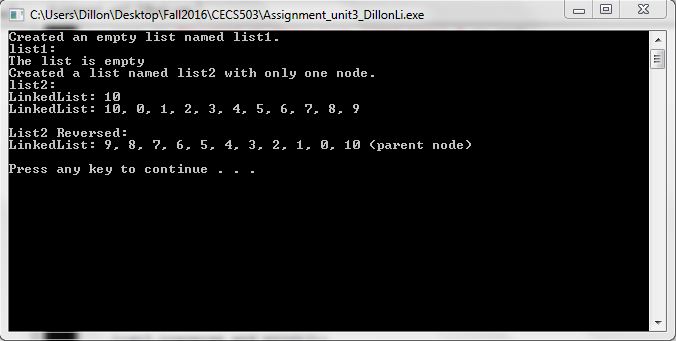 C:\Users\Dillon\Desktop\Fall2016\CECS503\Assignment_unit3_DillonLi.exe
Created an empty list named list1.
list1:
The list is empty
Created a list named list2 with only one node.
list2:
LinkedList: 10
LinkedList: 10, 0, 1, 2, 3, 4, 5, 6, 7, 8, 9
List2 Reversed:
LinkedList: 9, 8, 7, 6, 5, 4, 3, 2, 1, 0, 10 (parent node)
Press any key to continue . . .